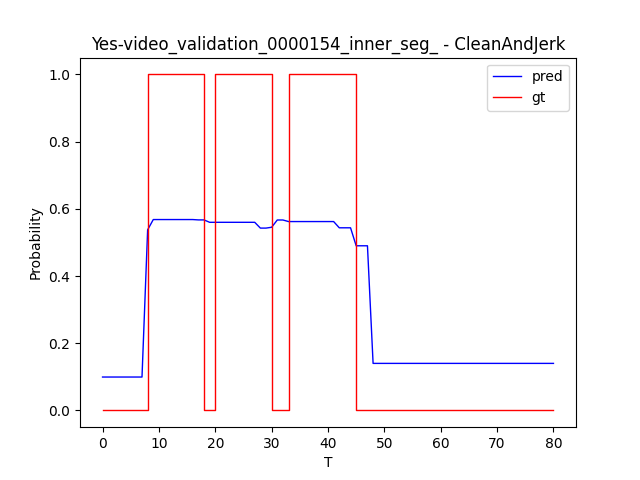 Yes-video_validation_0000154_inner_seg_ - CleanAndJerk
pred
gt
1.0
0.8
0.6
0.4
0.2
0.0
Probability
0 10 20 30 40 50 60 70 80
T